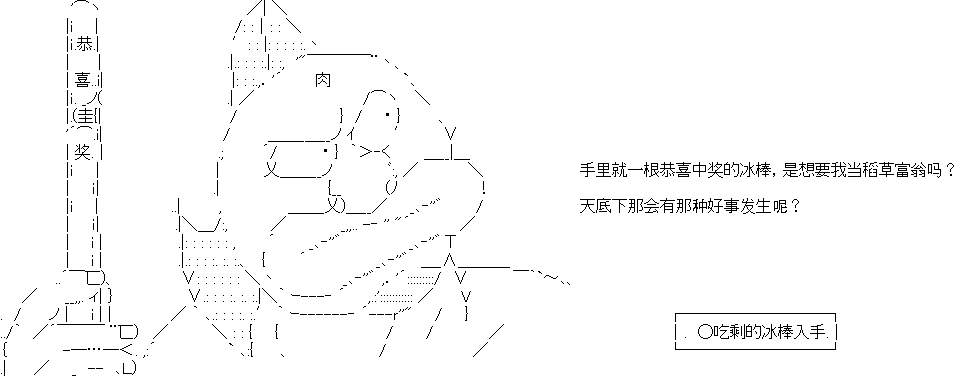 恭
喜
圭
奖
肉
手里就一根恭喜中奖的冰棒，是想要我当稻草富翁吗？
天底下那会有那种好事发生呢？
. 〇吃剩的冰棒入手.